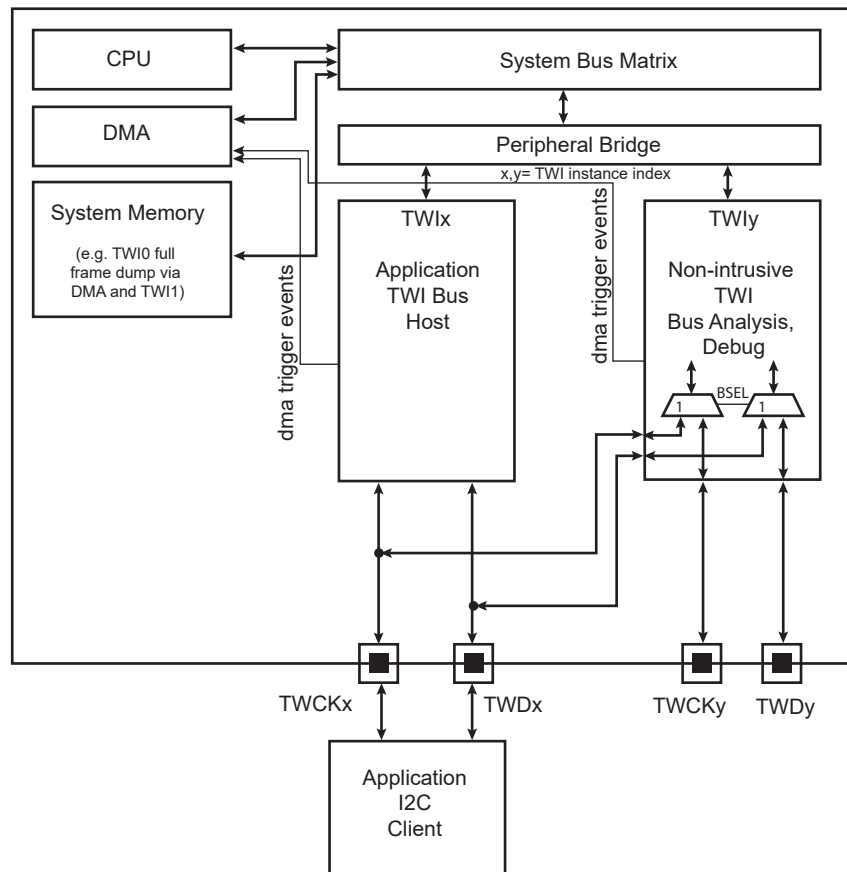 CPU
System Bus Matrix
DMA
Peripheral Bridge
x,y= TWI instance index
System Memory
(e.g. TWI0 full
frame dump via
DMA and TWI1)
dma trigger events
TWIx
Application
TWI Bus
Host
dma trigger events
TWIy
Non-intrusive
TWI
Bus Analysis,
Debug
BSEL
1
1
TWCKx
TWDx
TWCKy
TWDy
Application
I2C
Client